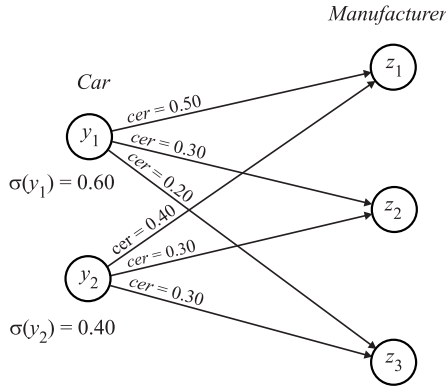 Manufacturer
Car
z₁
cer = 0.50
y₁
cer = 0.30
cer = 0.20
σ(y₁) = 0.60
z₂
cer = 0.40
cer = 0.30
y₂
cer = 0.30
σ(y₂) = 0.40
z₃